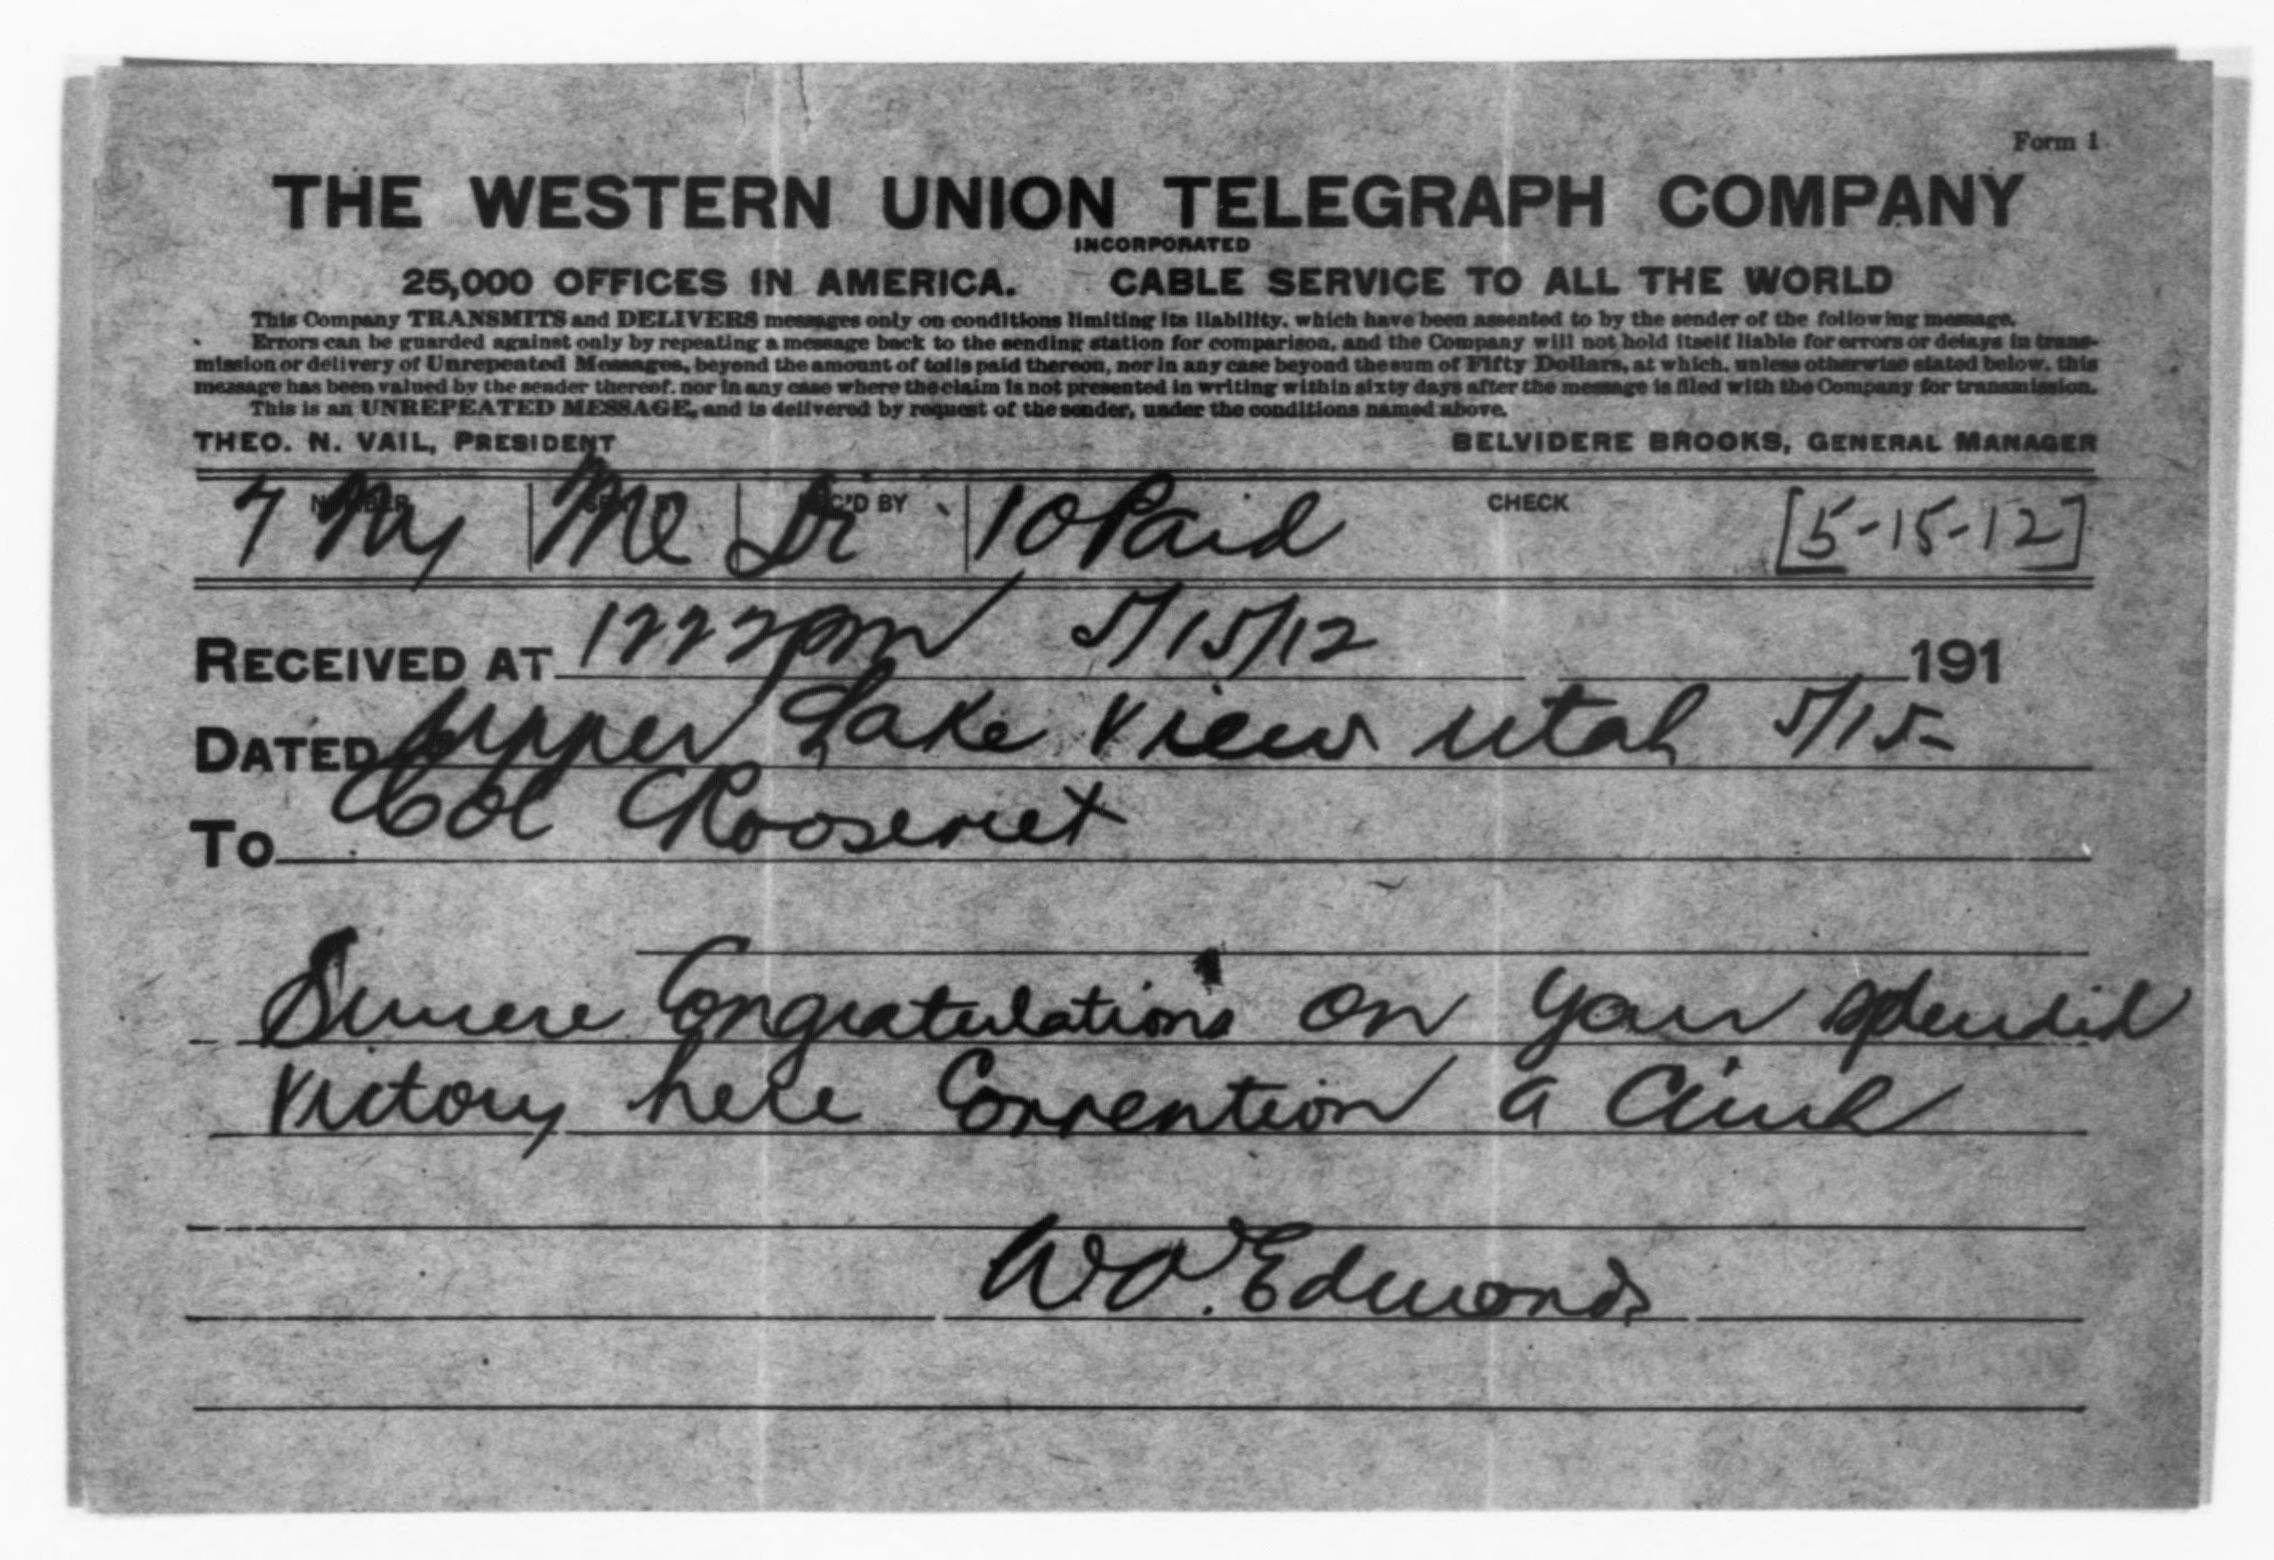 Form 1
THE WESTERN UNION TELEGRAPH COMPANY
INCORPORATED
25,000 OFFICES IN AMERICA. CABLE SERVICE TO ALL THE WORLD
This Company TRANSMITS and DELIVERS messages only on conditions limiting its liability, which have been assented to by the sender of the following message.
Errors can be guarded against only by repeating a message back to the sending station for comparison, and the Company will not hold itself liable for errors or delays in trans-
mission or delivery of Unrepeated Messages, beyond the amount of tolls paid thereon, nor in any case beyond the sum of Fifty Dollars, at which, unless otherwise stated below, this
message has been valued by the sender thereof, nor in any case where the claim is not presented in writing within sixty days after the message is filed with the Company for transmission.
This is an UNREPEATED MESSAGE, and is delivered by request of the sender, under the conditions named above.
THEO. N. VAIL, PRESIDENT BELVIDERE BROOKS, GENERAL MANAGER
NUMBER REC'D BY CHECK
7 Ny 10 Paid [5-15-12]
RECEIVED AT 1222pm 5/15/12 191
DATED Upper Lake View Utah 5/15-
To Col Roosevelt
Sincere Congratulations on your splendid
victory here Convention a Cinch
Edmonds